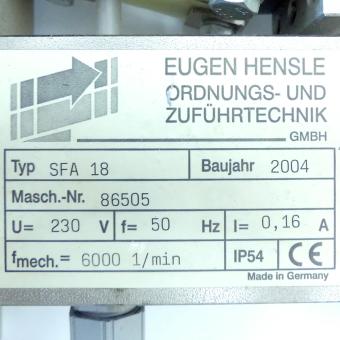 EUGEN HENSLE
ORDNUNGS- UND
ZUFÜHRTECHNIK
GMBH
Typ SFA 18 Baujahr 2004
Masch.-Nr. 86505
U= 230 V f= 50 Hz I= 0,16 A
fmech.= 6000 1/min IP54 CE
Made in Germany